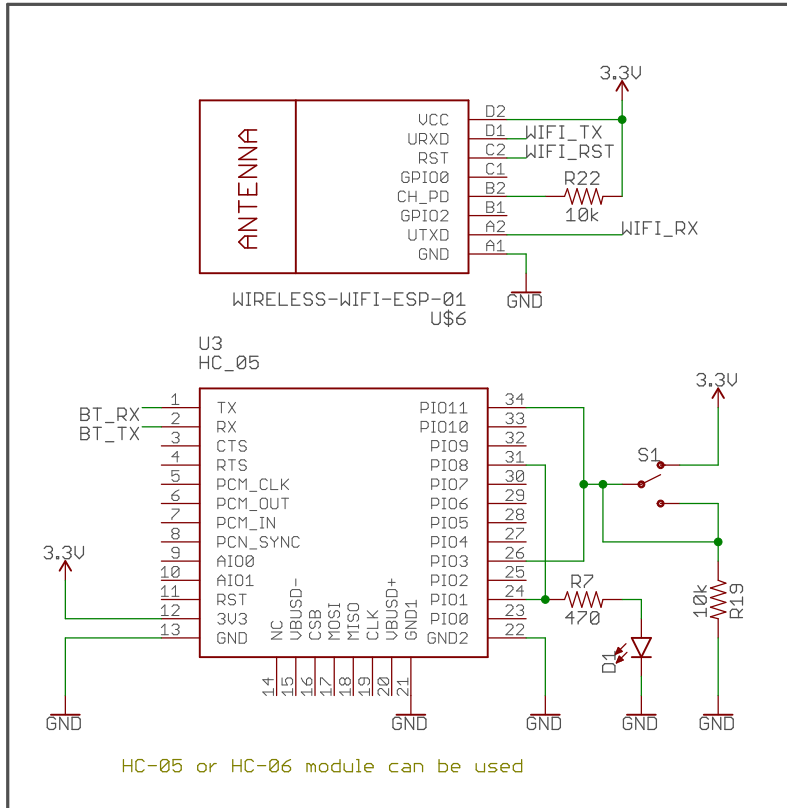 3.3V
ANTENNA
VCC D2
URXD D1 WIFI_TX
RST C2 WIFI_RST
GPIO0 C1
CH_PD B2 R22 10k
GPIO2 B1
UTXD A2 WIFI_RX
GND A1
GND
WIRELESS-WIFI-ESP-01
U$6
U3
HC_05
3.3V
BT_RX 1 TX PIO11 34
BT_TX 2 RX PIO10 33
3 CTS PIO9 32
4 RTS PIO8 31
5 PCM_CLK PIO7 30
6 PCM_OUT PIO6 29
7 PCM_IN PIO5 28
8 PCN_SYNC PIO4 27
9 AIO0 PIO3 26
10 AIO1 PIO2 25
11 RST PIO1 24
12 3V3 PIO0 23
13 GND GND2 22
3.3V
S1
R7
470
D1
10k
R19
NC
VBUSD-
CSB
MOSI
MISO
CLK
VBUSD+
GND1
14
15
16
17
18
19
20
21
GND
GND
GND
GND
GND
HC-05 or HC-06 module can be used